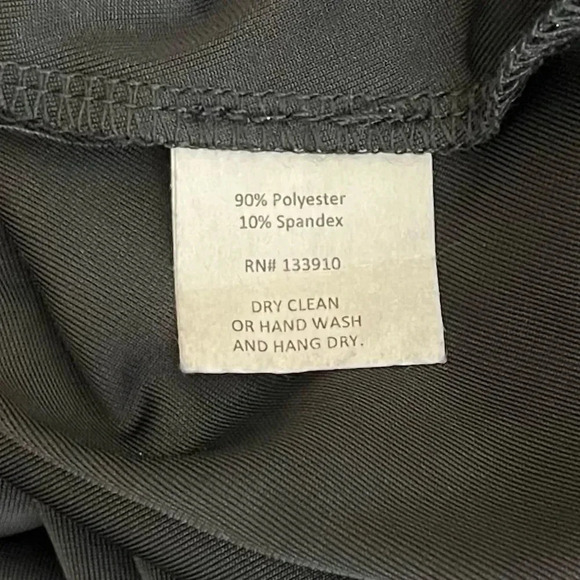 90% Polyester
10% Spandex
RN# 133910
DRY CLEAN
OR HAND WASH
AND HANG DRY.